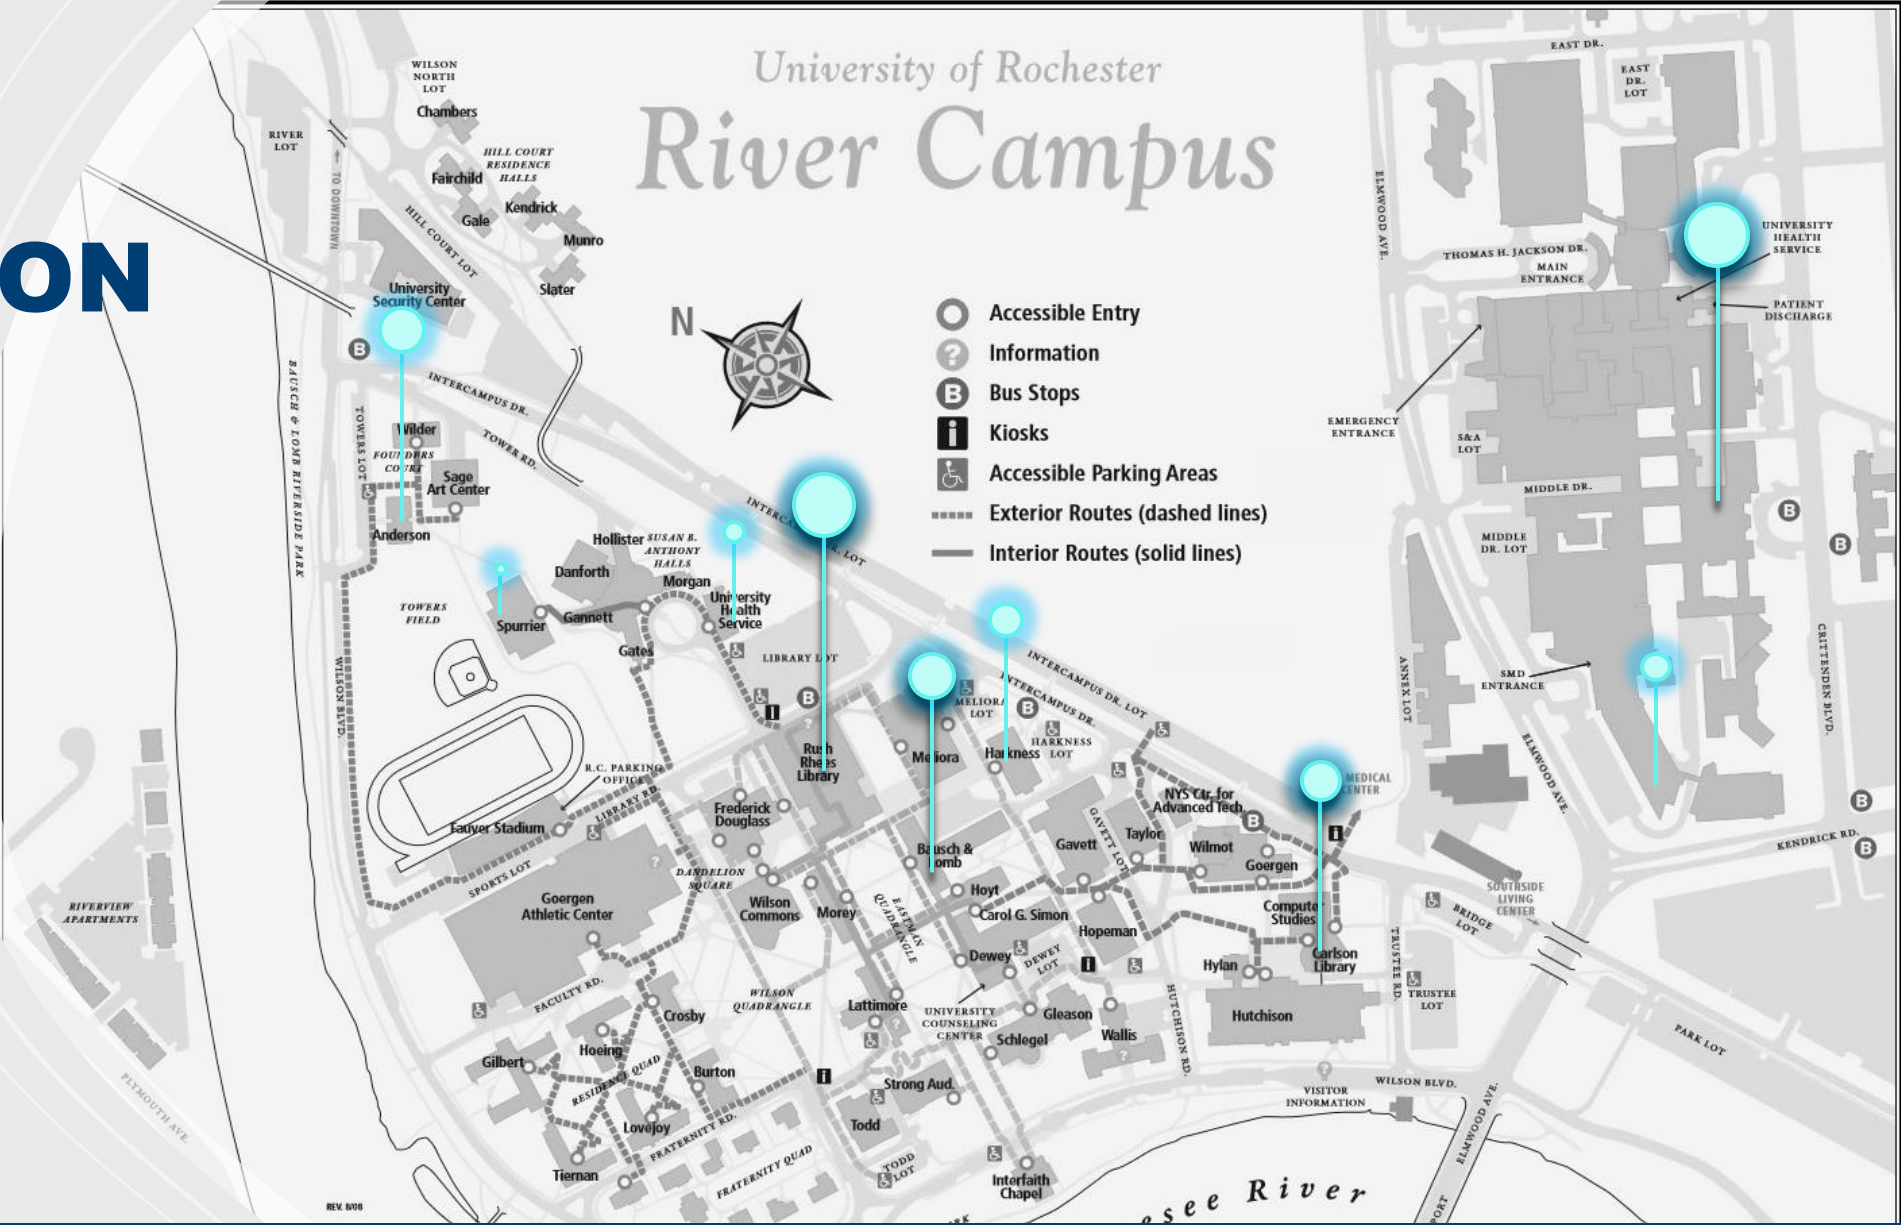 University of Rochester
River Campus
ON
WILSON
NORTH
LOT
Chambers
RIVER
LOT
TO DOWNTOWN
HILL COURT
RESIDENCE
HALLS
Fairchild
Kendrick
Gale
Munro
HILL COURT LOT
Slater
University
Security Center
B
INTERCAMPUS DR.
TOWER RD.
BAUSCH & LOMB RIVERSIDE PARK
TOWERS LOT
Wilder
FOUNDERS
COURT
Sage
Art Center
Anderson
N
Accessible Entry
?
Information
B
Bus Stops
i
Kiosks
Accessible Parking Areas
Exterior Routes (dashed lines)
Interior Routes (solid lines)
EAST DR.
EAST
DR.
LOT
ELMWOOD AVE.
THOMAS H. JACKSON DR.
MAIN
ENTRANCE
UNIVERSITY
HEALTH
SERVICE
PATIENT
DISCHARGE
EMERGENCY
ENTRANCE
S&A
LOT
MIDDLE DR.
MIDDLE
DR. LOT
B
B
SMD
ENTRANCE
ANNEX LOT
ELMWOOD AVE.
CRITTENDEN BLVD.
B
B
KENDRICK RD.
Hollister
SUSAN B.
ANTHONY
HALLS
Danforth
Morgan
University
Health
Service
Gannett
Spurrier
Gates
TOWERS
FIELD
WILSON BLVD.
LIBRARY LOT
B
i
?
INTERCAMPUS DR. LOT
INTERCAMPUS DR.
MELIORA
LOT
B
HARKNESS
LOT
Rush
Rhees
Library
Meliora
Harkness
R.C. PARKING
OFFICE
LIBRARY RD.
Fauver Stadium
SPORTS LOT
?
Frederick
Douglass
DANDELION
SQUARE
Goergen
Athletic Center
Wilson
Commons
Morey
EASTMAN
QUADRANGLE
Bausch &
Lomb
Hoyt
Carol G. Simon
Gavett
GAVETT LOT
Taylor
NYS Ctr. for
Advanced Tech.
B
Wilmot
Goergen
MEDICAL
CENTER
i
Computer
Studies
Carlson
Library
Hopeman
Hylan
Dewey
DEWEY
LOT
i
UNIVERSITY
COUNSELING
CENTER
Lattimore
?
WILSON
QUADRANGLE
FACULTY RD.
Crosby
Hoeing
Gilbert
RESIDENCE QUAD
Burton
Lovejoy
FRATERNITY RD.
Tiernan
FRATERNITY QUAD
i
Strong Aud.
Todd
TODD
LOT
Gleason
Schlegel
Wallis
?
HUTCHISON RD.
Hutchison
TRUSTEE RD.
TRUSTEE
LOT
BRIDGE
LOT
SOUTHSIDE
LIVING
CENTER
PARK LOT
?
VISITOR
INFORMATION
WILSON BLVD.
ELMWOOD AVE.
Interfaith
Chapel
esee River
RIVERVIEW
APARTMENTS
PLYMOUTH AVE.
REV. 8/08